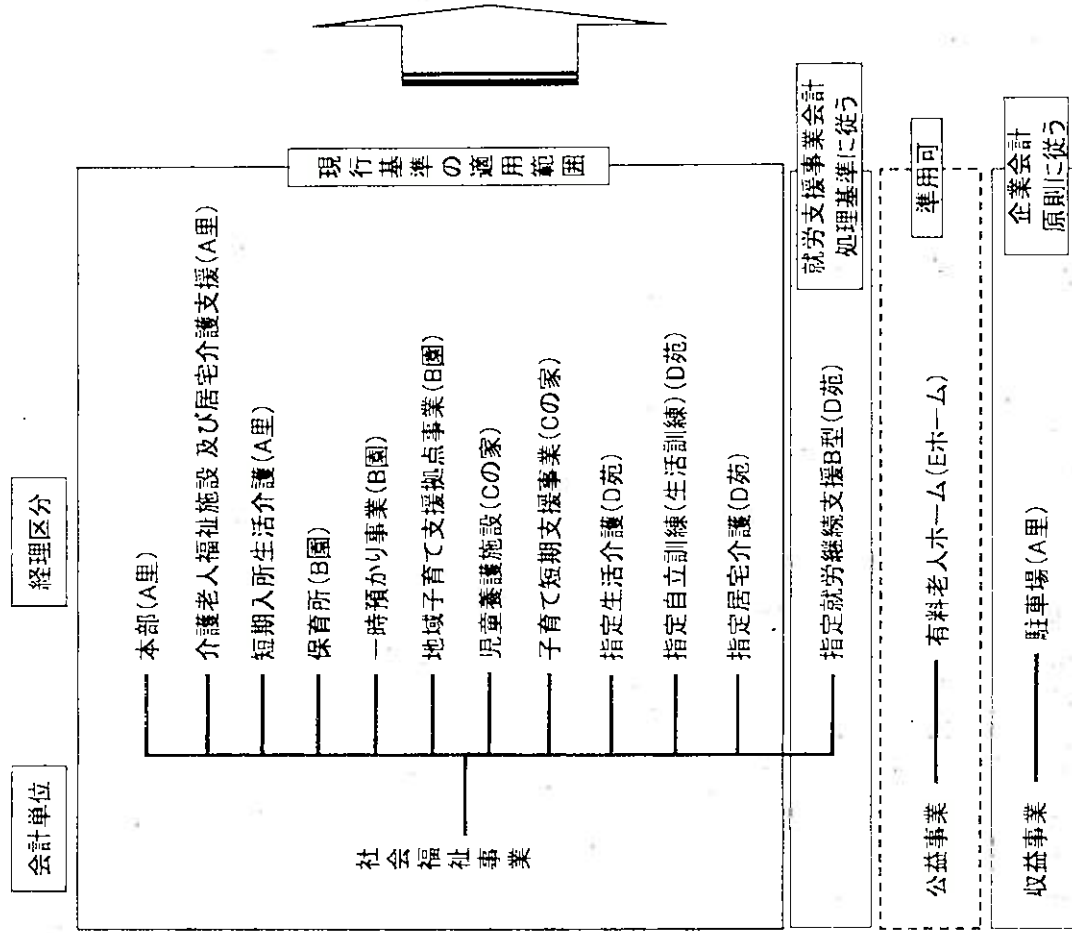 会計単位
経理区分
社会福祉事業
本部(A里)
介護老人福祉施設 及び居宅介護支援(A里)
短期入所生活介護(A里)
保育所(B園)
一時預かり事業(B園)
地域子育て支援拠点事業(B園)
児童養護施設(Cの家)
子育て短期支援事業(Cの家)
指定生活介護(D苑)
指定自立訓練(生活訓練)(D苑)
指定居宅介護(D苑)
現行基準の適用範囲
指定就労継続支援B型(D苑)
就労支援事業会計
処理基準に従う
公益事業
有料老人ホーム(Eホーム)
準用可
収益事業
駐車場(A里)
企業会計
原則に従う